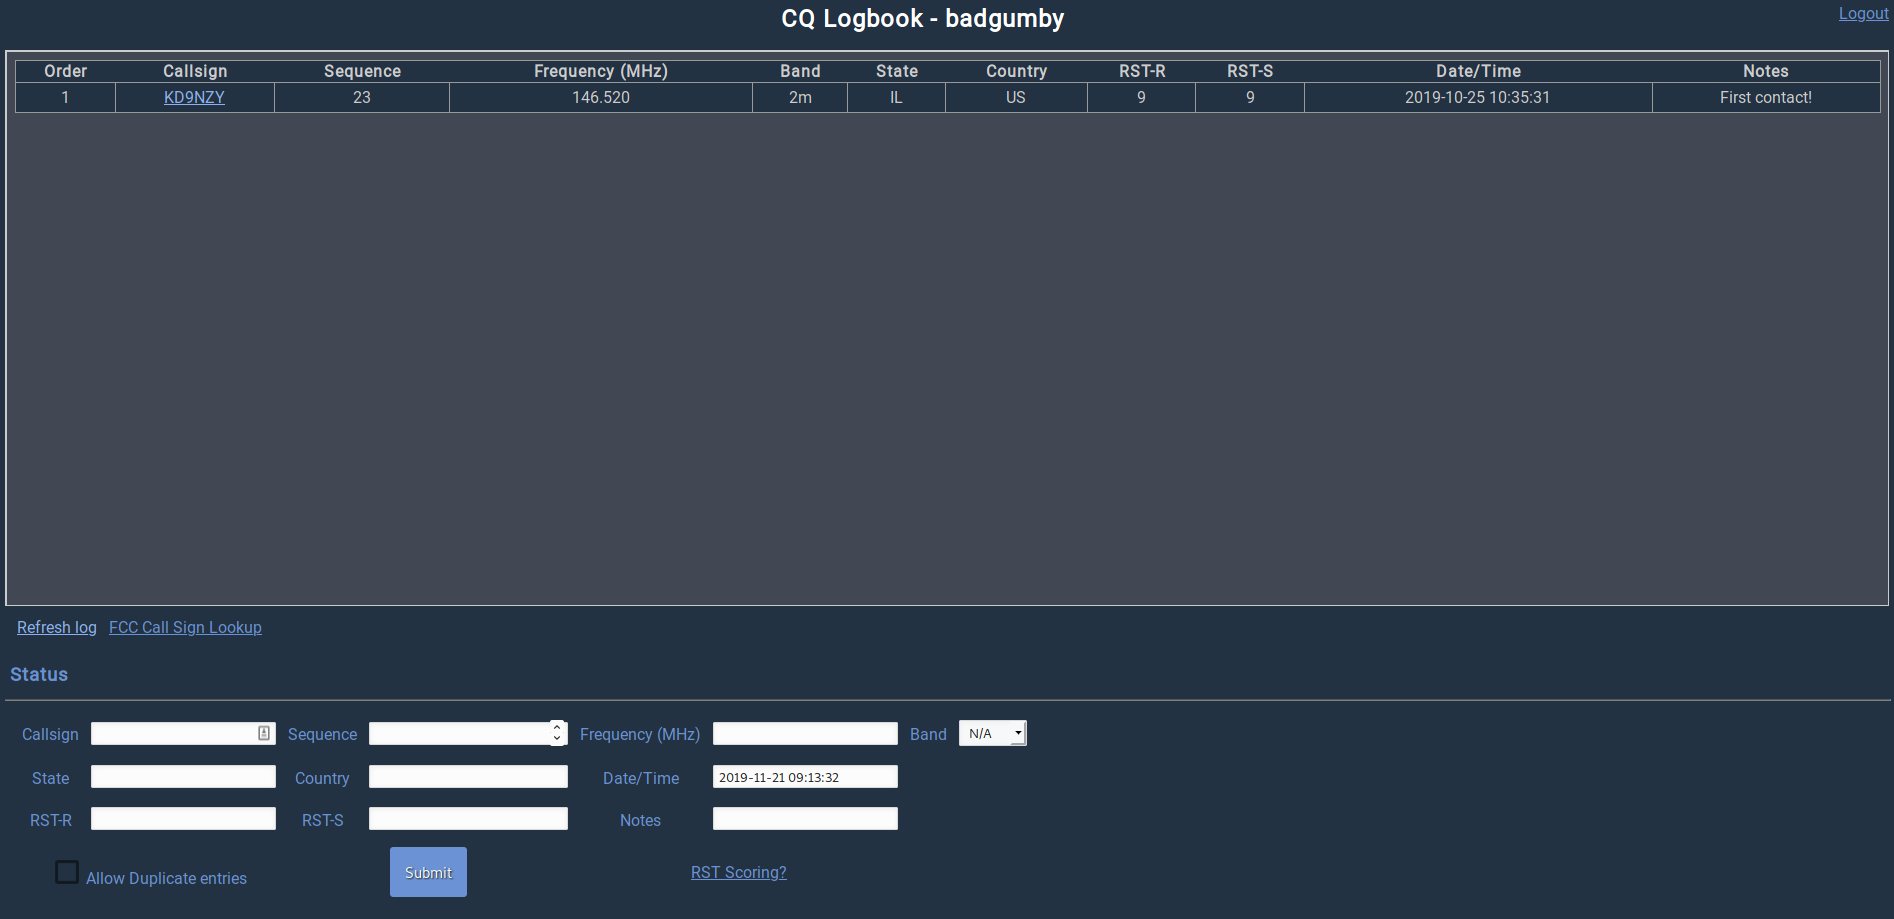 CQ Logbook - badgumby
Logout
Order Callsign Sequence Frequency (MHz) Band State Country RST-R RST-S Date/Time Notes
1 KD9NZY 23 146.520 2m IL US 9 9 2019-10-25 10:35:31 First contact!
Refresh log FCC Call Sign Lookup
Status
Callsign Sequence Frequency (MHz) Band N/A
State Country Date/Time 2019-11-21 09:13:32
RST-R RST-S Notes
Allow Duplicate entries Submit RST Scoring?